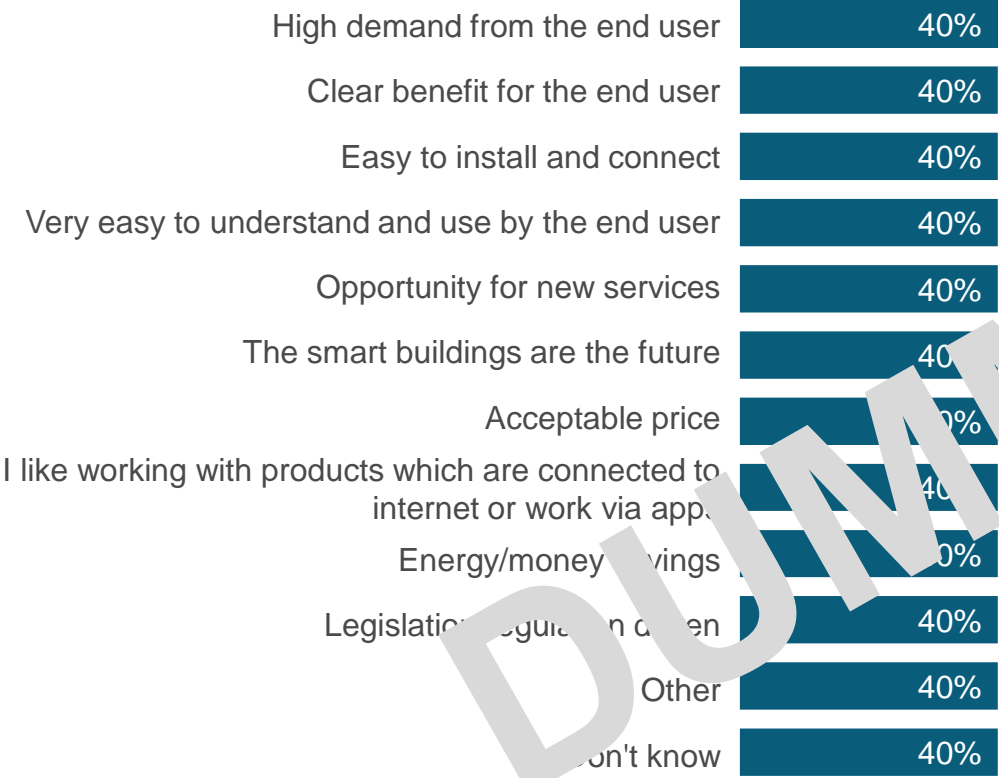 High demand from the end user 40%
Clear benefit for the end user 40%
Easy to install and connect 40%
Very easy to understand and use by the end user 40%
Opportunity for new services 40%
The smart buildings are the future
Acceptable price
I like working with products which are connected to
internet or work via apps
Energy/money
40%
Other 40%
know 40%